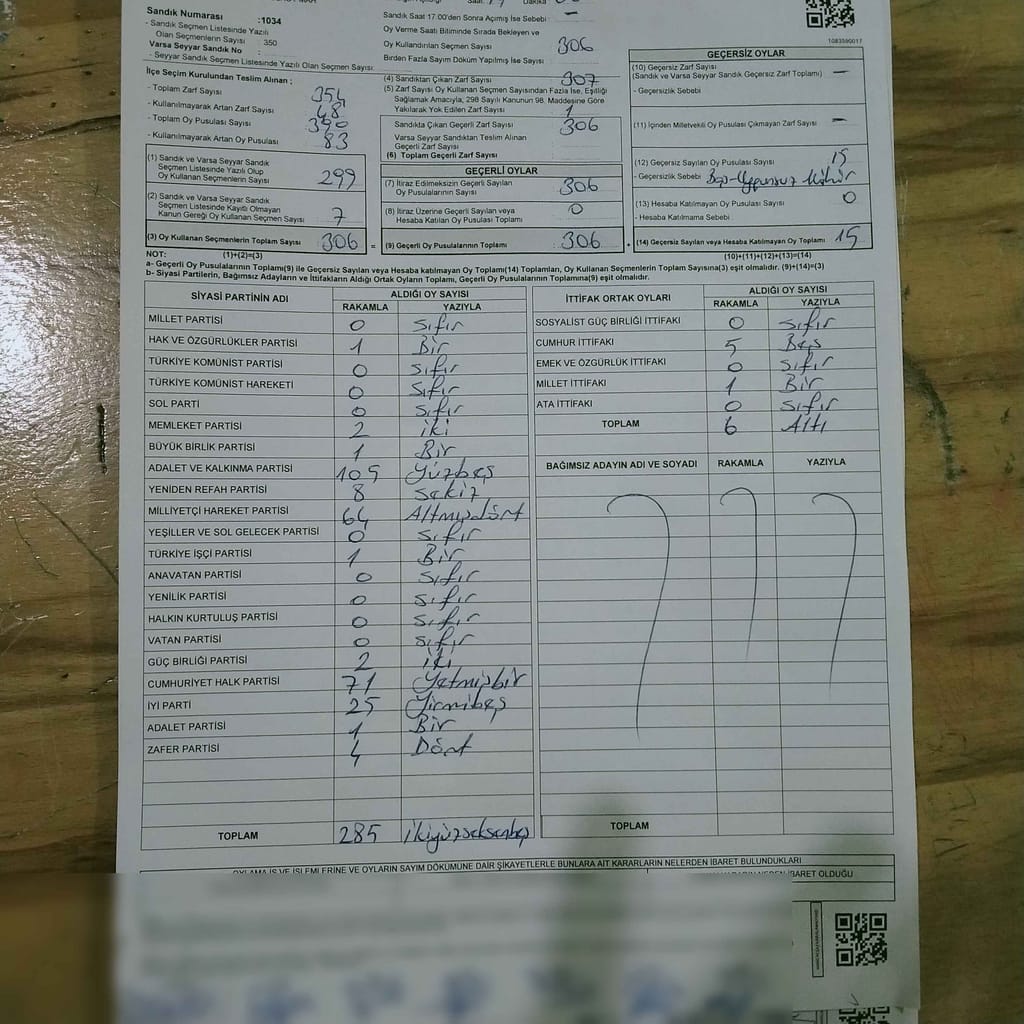 Sandık Numarası :1034
- Sandık Seçmen Listesinde Yazılı
Olan Seçmenlerin Sayısı : 350
Varsa Seyyar Sandık No :
- Seyyar Sandık Seçmen Listesinde Yazılı Olan Seçmen Sayısı:
İlçe Seçim Kurulundan Teslim Alınan ;
- Toplam Zarf Sayısı 354
- Kullanılmayarak Artan Zarf Sayısı 48
- Toplam Oy Pusulası Sayısı 390
- Kullanılmayarak Artan Oy Pusulası 83
(1) Sandık ve Varsa Seyyar Sandık
Seçmen Listesinde Yazılı Olup
Oy Kullanan Seçmenlerin Sayısı 299
(2) Sandık ve Varsa Seyyar Sandık
Seçmen Listesinde Kayıtlı Olmayan
Kanun Gereği Oy Kullanan Seçmen Sayısı 7
(3) Oy Kullanan Seçmenlerin Toplam Sayısı 306
Sandık Saat 17.00'den Sonra Açılmış İse Sebebi : —
Oy Verme Saati Bitiminde Sırada Bekleyen ve
Oy Kullandırılan Seçmen Sayısı 306
Birden Fazla Sayım Döküm Yapılmış İse Sayısı :
(4) Sandıktan Çıkan Zarf Sayısı 307
(5) Zarf Sayısı Oy Kullanan Seçmen Sayısından Fazla İse, Eşitliği
Sağlamak Amacıyla, 298 Sayılı Kanunun 98. Maddesine Göre
Yakılarak Yok Edilen Zarf Sayısı 1
Sandıkta Çıkan Geçerli Zarf Sayısı 306
Varsa Seyyar Sandıktan Teslim Alınan
Geçerli Zarf Sayısı
(6) Toplam Geçerli Zarf Sayısı
GEÇERLİ OYLAR
(7) İtiraz Edilmeksizin Geçerli Sayılan
Oy Pusulalarının Sayısı 306
(8) İtiraz Üzerine Geçerli Sayılan veya
Hesaba Katılan Oy Pusulası Toplamı 0
= (9) Geçerli Oy Pusulalarının Toplamı 306
1083590017
GEÇERSİZ OYLAR
(10) Geçersiz Zarf Sayısı
(Sandık ve Varsa Seyyar Sandık Geçersiz Zarf Toplamı) —
- Geçersizlik Sebebi
(11) İçinden Milletvekili Oy Pusulası Çıkmayan Zarf Sayısı —
(12) Geçersiz Sayılan Oy Pusulası Sayısı 15
- Geçersizlik Sebebi
(13) Hesaba Katılmayan Oy Pusulası Sayısı 0
- Hesaba Katılmama Sebebi
(14) Geçersiz Sayılan veya Hesaba Katılmayan Oy Toplamı 15
NOT: (1)+(2)=(3) (10)+(11)+(12)+(13)=(14)
a- Geçerli Oy Pusulalarının Toplamı(9) ile Geçersiz Sayılan veya Hesaba katılmayan Oy Toplamı(14) Toplamları, Oy Kullanan Seçmenlerin Toplam Sayısına(3) eşit olmalıdır. (9)+(14)=(3)
b- Siyasi Partilerin, Bağımsız Adayların ve İttifakların Aldığı Ortak Oyların Toplamı, Geçerli Oy Pusulalarının Toplamına(9) eşit olmalıdır.
SİYASİ PARTİNİN ADI ALDIĞI OY SAYISI
RAKAMLA YAZIYLA
MİLLET PARTİSİ 0 sıfır
HAK VE ÖZGÜRLÜKLER PARTİSİ 1 Bir
TÜRKİYE KOMÜNİST PARTİSİ 0 sıfır
TÜRKİYE KOMÜNİST HAREKETİ 0 sıfır
SOL PARTİ 0 sıfır
MEMLEKET PARTİSİ 2 iki
BÜYÜK BİRLİK PARTİSİ 1 Bir
ADALET VE KALKINMA PARTİSİ 105 Yüzbeş
YENİDEN REFAH PARTİSİ 8 sekiz
MİLLİYETÇİ HAREKET PARTİSİ 64 Altmışdört
YEŞİLLER VE SOL GELECEK PARTİSİ 0 sıfır
TÜRKİYE İŞÇİ PARTİSİ 1 Bir
ANAVATAN PARTİSİ 0 sıfır
YENİLİK PARTİSİ 0 sıfır
HALKIN KURTULUŞ PARTİSİ 0 sıfır
VATAN PARTİSİ 0 sıfır
GÜÇ BİRLİĞİ PARTİSİ 2 iki
CUMHURİYET HALK PARTİSİ 71 Yetmişbir
İYİ PARTİ 25 Yirmibeş
ADALET PARTİSİ 1 Bir
ZAFER PARTİSİ 4 Dört
TOPLAM 285 ikiyüzseksenbeş
İTTİFAK ORTAK OYLARI ALDIĞI OY SAYISI
RAKAMLA YAZIYLA
SOSYALİST GÜÇ BİRLİĞİ İTTİFAKI 0 sıfır
CUMHUR İTTİFAKI 5 Beş
EMEK VE ÖZGÜRLÜK İTTİFAKI 0 sıfır
MİLLET İTTİFAKI 1 Bir
ATA İTTİFAKI 0 sıfır
TOPLAM 6 Altı
BAĞIMSIZ ADAYIN ADI VE SOYADI RAKAMLA YAZIYLA
TOPLAM
OYLAMA İŞ VE İŞLEMLERİNE VE OYLARIN SAYIM DÖKÜMÜNE DAİR ŞİKAYETLERLE BUNLARA AİT KARARLARIN NELERDEN İBARET BULUNDUKLARI
İBARET OLDUĞU